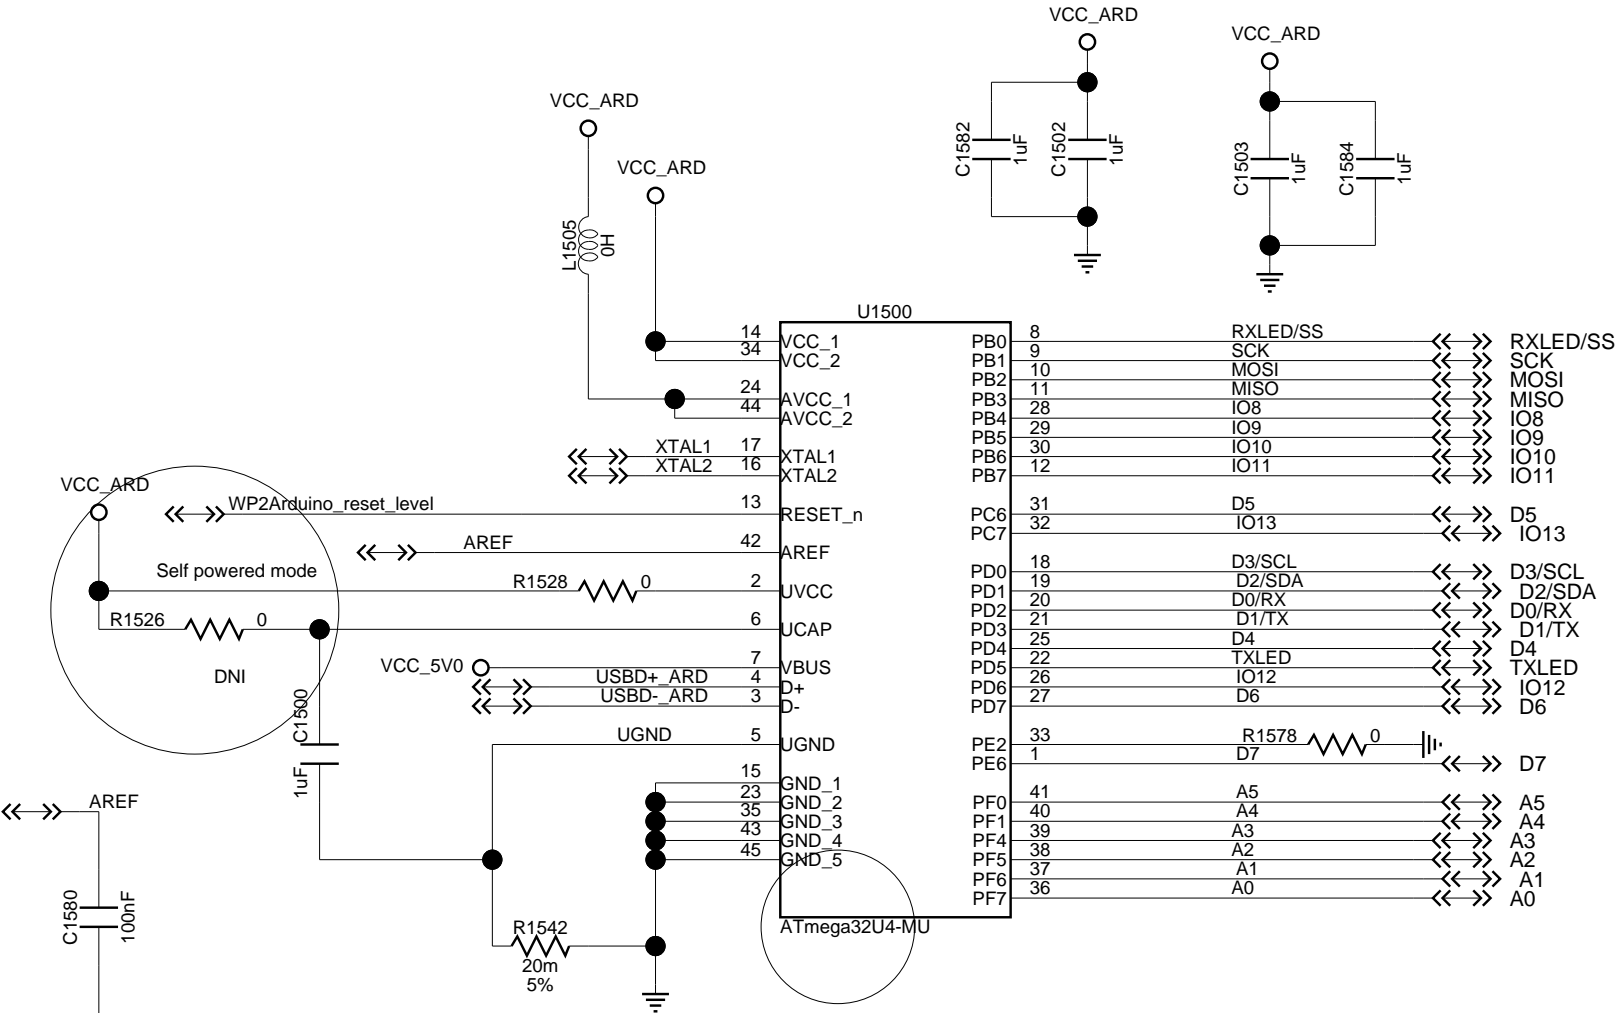 VCC_ARD
VCC_ARD
VCC_ARD
VCC_ARD
C1582
1uF
C1502
1uF
C1503
1uF
C1584
1uF
L1505
0H
U1500
14 VCC_1
34 VCC_2
24 AVCC_1
44 AVCC_2
XTAL1 17 XTAL1
XTAL2 16 XTAL2
VCC_ARD
WP2Arduino_reset_level 13 RESET_n
AREF 42 AREF
Self powered mode
R1528 0 2 UVCC
R1526 0 6 UCAP
DNI
VCC_5V0 7 VBUS
USBD+_ARD 4 D+
USBD-_ARD 3 D-
C1500
1uF
UGND 5 UGND
15 GND_1
23 GND_2
35 GND_3
43 GND_4
45 GND_5
AREF
C1580
100nF
R1542
20m
5%
ATmega32U4-MU
PB0 8 RXLED/SS RXLED/SS
PB1 9 SCK SCK
PB2 10 MOSI MOSI
PB3 11 MISO MISO
PB4 28 IO8 IO8
PB5 29 IO9 IO9
PB6 30 IO10 IO10
PB7 12 IO11 IO11
PC6 31 D5 D5
PC7 32 IO13 IO13
PD0 18 D3/SCL D3/SCL
PD1 19 D2/SDA D2/SDA
PD2 20 D0/RX D0/RX
PD3 21 D1/TX D1/TX
PD4 25 D4 D4
PD5 22 TXLED TXLED
PD6 26 IO12 IO12
PD7 27 D6 D6
PE2 33 R1578 0
PE6 1 D7 D7
PF0 41 A5 A5
PF1 40 A4 A4
PF4 39 A3 A3
PF5 38 A2 A2
PF6 37 A1 A1
PF7 36 A0 A0